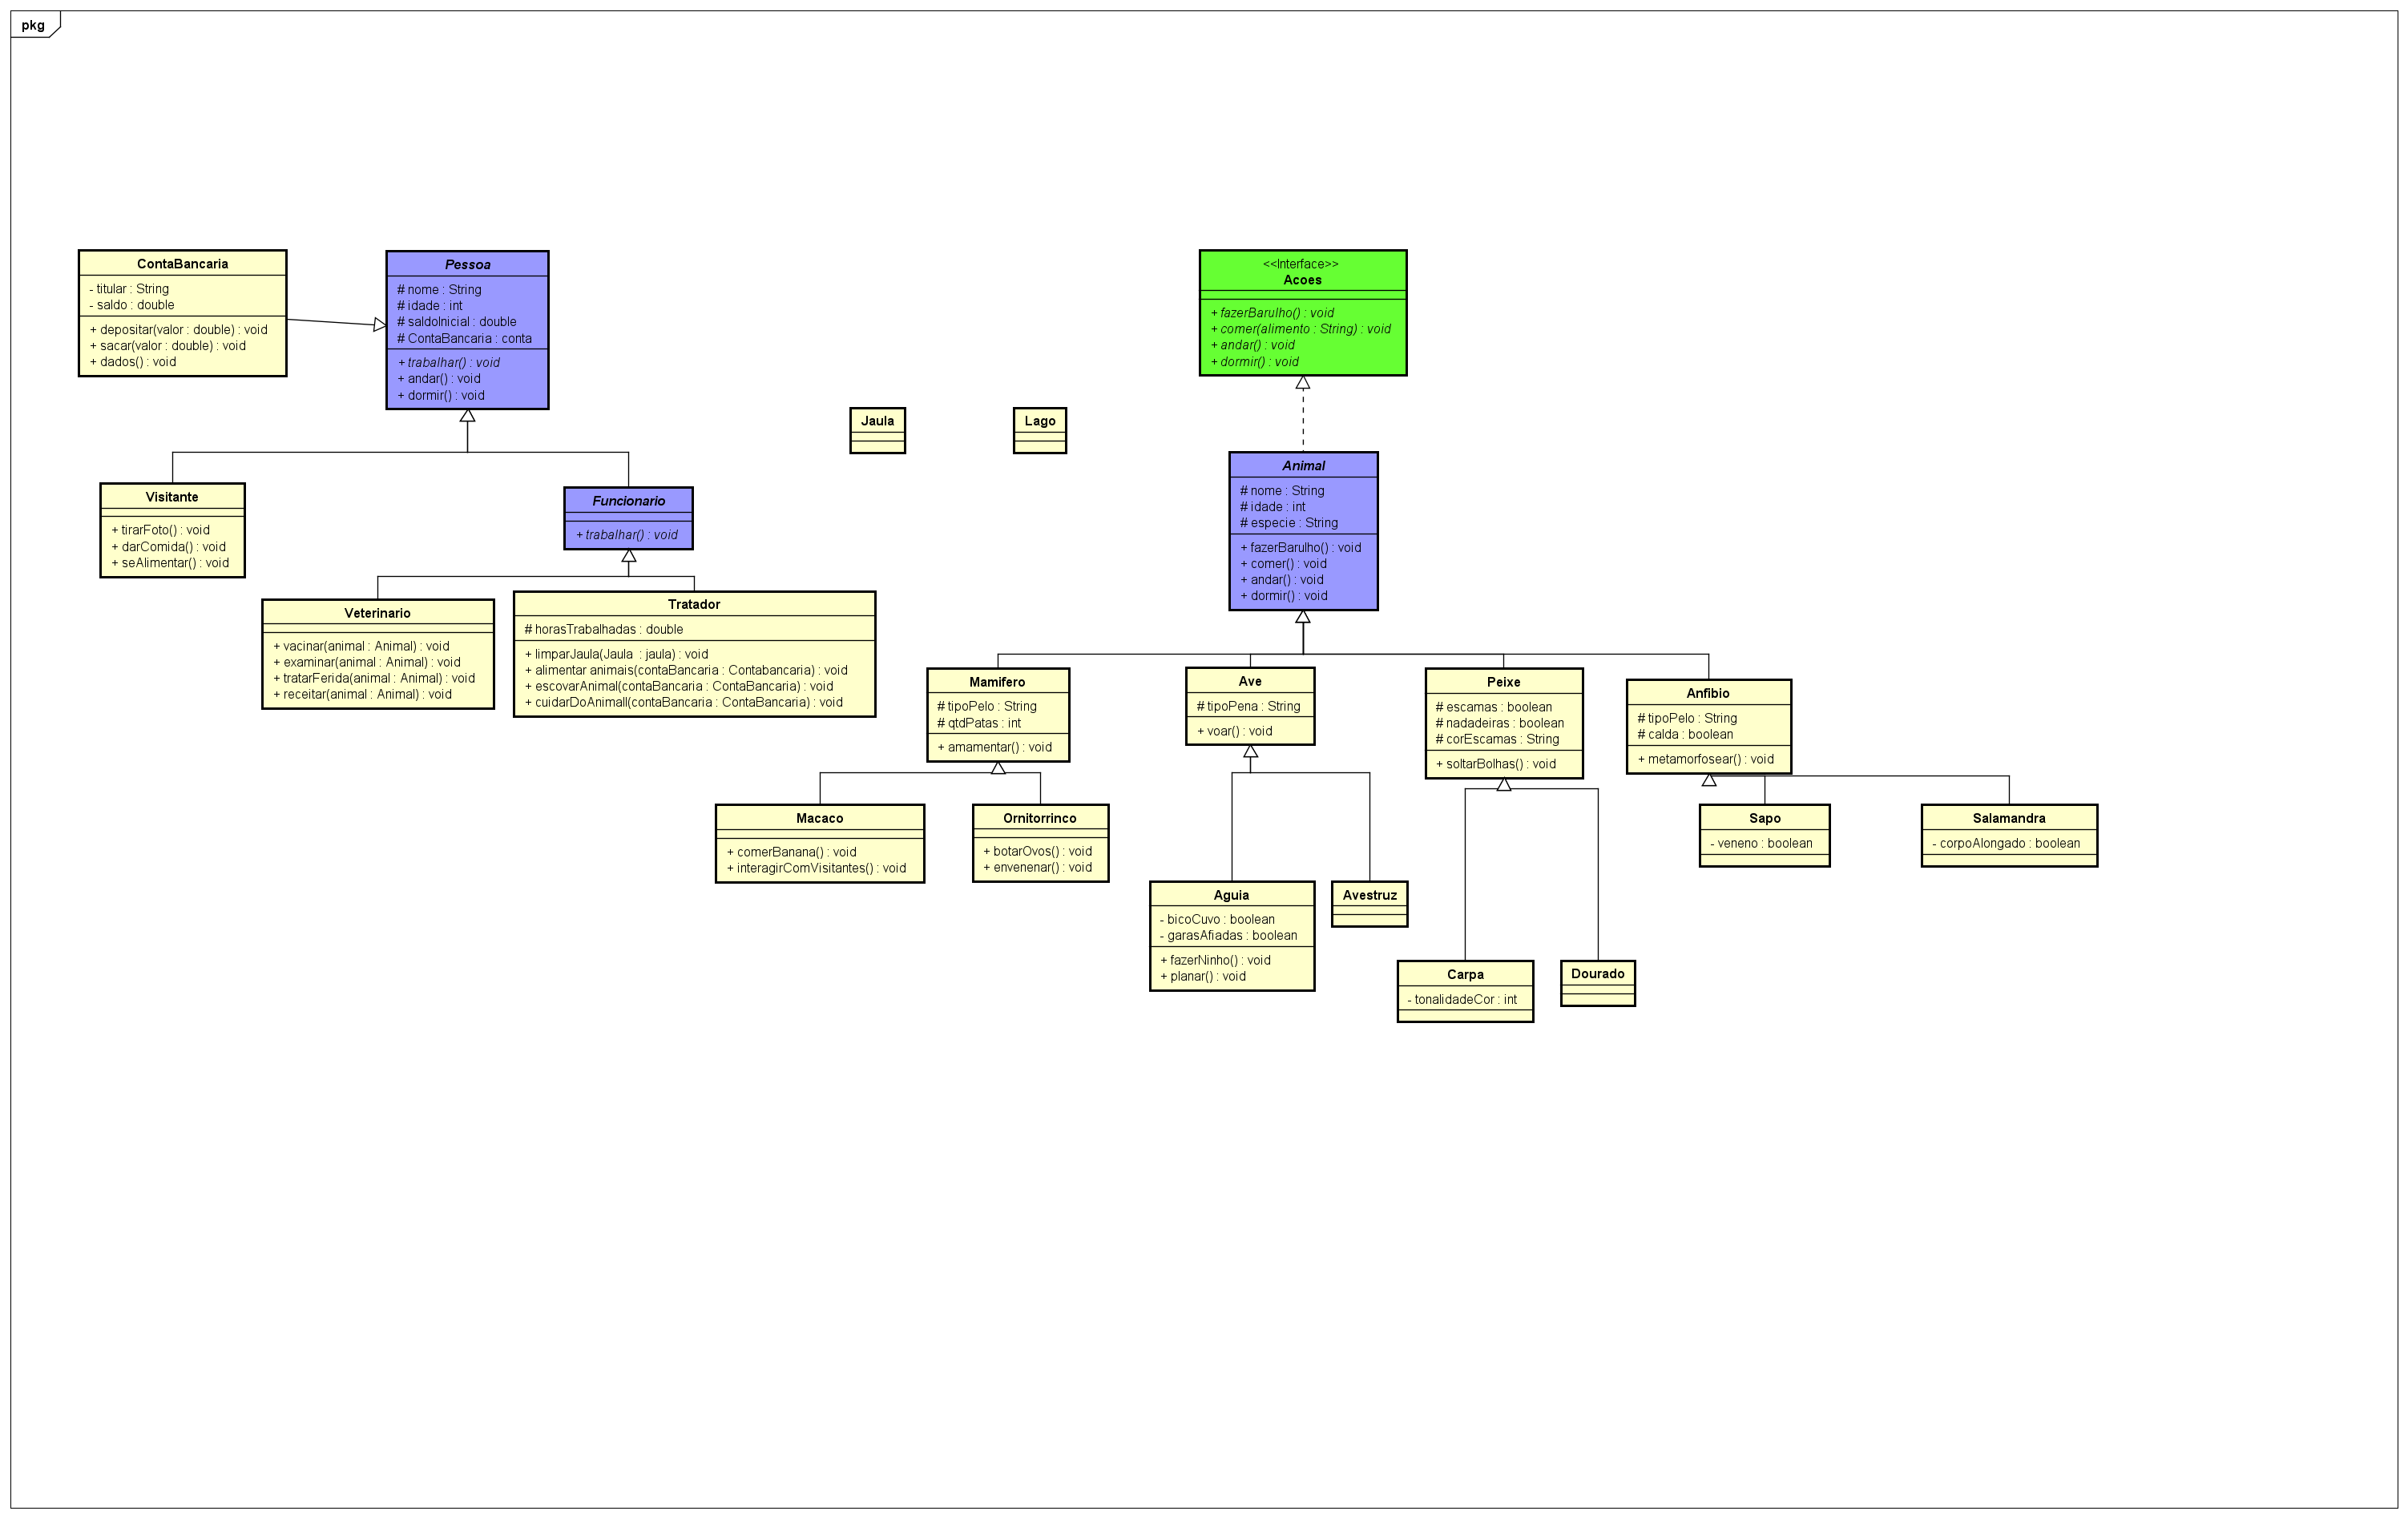 pkg
ContaBancaria
- titular : String
- saldo : double
+ depositar(valor : double) : void
+ sacar(valor : double) : void
+ dados() : void
Pessoa
# nome : String
# idade : int
# saldoInicial : double
# ContaBancaria : conta
+ trabalhar() : void
+ andar() : void
+ dormir() : void
<<Interface>>
Acoes
+ fazerBarulho() : void
+ comer(alimento : String) : void
+ andar() : void
+ dormir() : void
Jaula
Lago
Animal
# nome : String
# idade : int
# especie : String
+ fazerBarulho() : void
+ comer() : void
+ andar() : void
+ dormir() : void
Visitante
+ tirarFoto() : void
+ darComida() : void
+ seAlimentar() : void
Funcionario
+ trabalhar() : void
Veterinario
+ vacinar(animal : Animal) : void
+ examinar(animal : Animal) : void
+ tratarFerida(animal : Animal) : void
+ receitar(animal : Animal) : void
Tratador
# horasTrabalhadas : double
+ limparJaula(Jaula : jaula) : void
+ alimentar animais(contaBancaria : Contabancaria) : void
+ escovarAnimal(contaBancaria : ContaBancaria) : void
+ cuidarDoAnimall(contaBancaria : ContaBancaria) : void
Mamifero
# tipoPelo : String
# qtdPatas : int
+ amamentar() : void
Ave
# tipoPena : String
+ voar() : void
Peixe
# escamas : boolean
# nadadeiras : boolean
# corEscamas : String
+ soltarBolhas() : void
Anfibio
# tipoPelo : String
# calda : boolean
+ metamorfosear() : void
Macaco
+ comerBanana() : void
+ interagirComVisitantes() : void
Ornitorrinco
+ botarOvos() : void
+ envenenar() : void
Sapo
- veneno : boolean
Salamandra
- corpoAlongado : boolean
Aguia
- bicoCuvo : boolean
- garasAfiadas : boolean
+ fazerNinho() : void
+ planar() : void
Avestruz
Carpa
- tonalidadeCor : int
Dourado